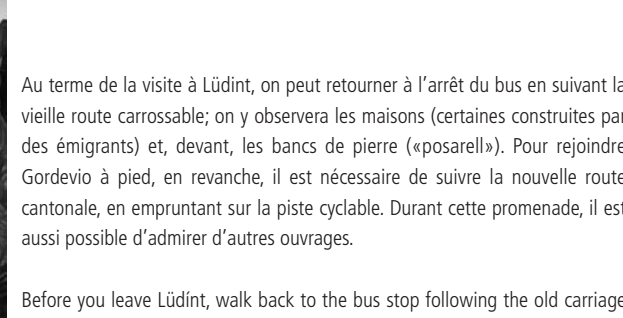 Au terme de la visite à Lüdint, on peut retourner à l'arrêt du bus en suivant la
vieille route carrossable; on y observera les maisons (certaines construites par
des émigrants) et, devant, les bancs de pierre («posarell»). Pour rejoindre
Gordevio à pied, en revanche, il est nécessaire de suivre la nouvelle route
cantonale, en empruntant sur la piste cyclable. Durant cette promenade, il est
aussi possible d'admirer d'autres ouvrages.
Before you leave Lüdínt, walk back to the bus stop following the old carriage